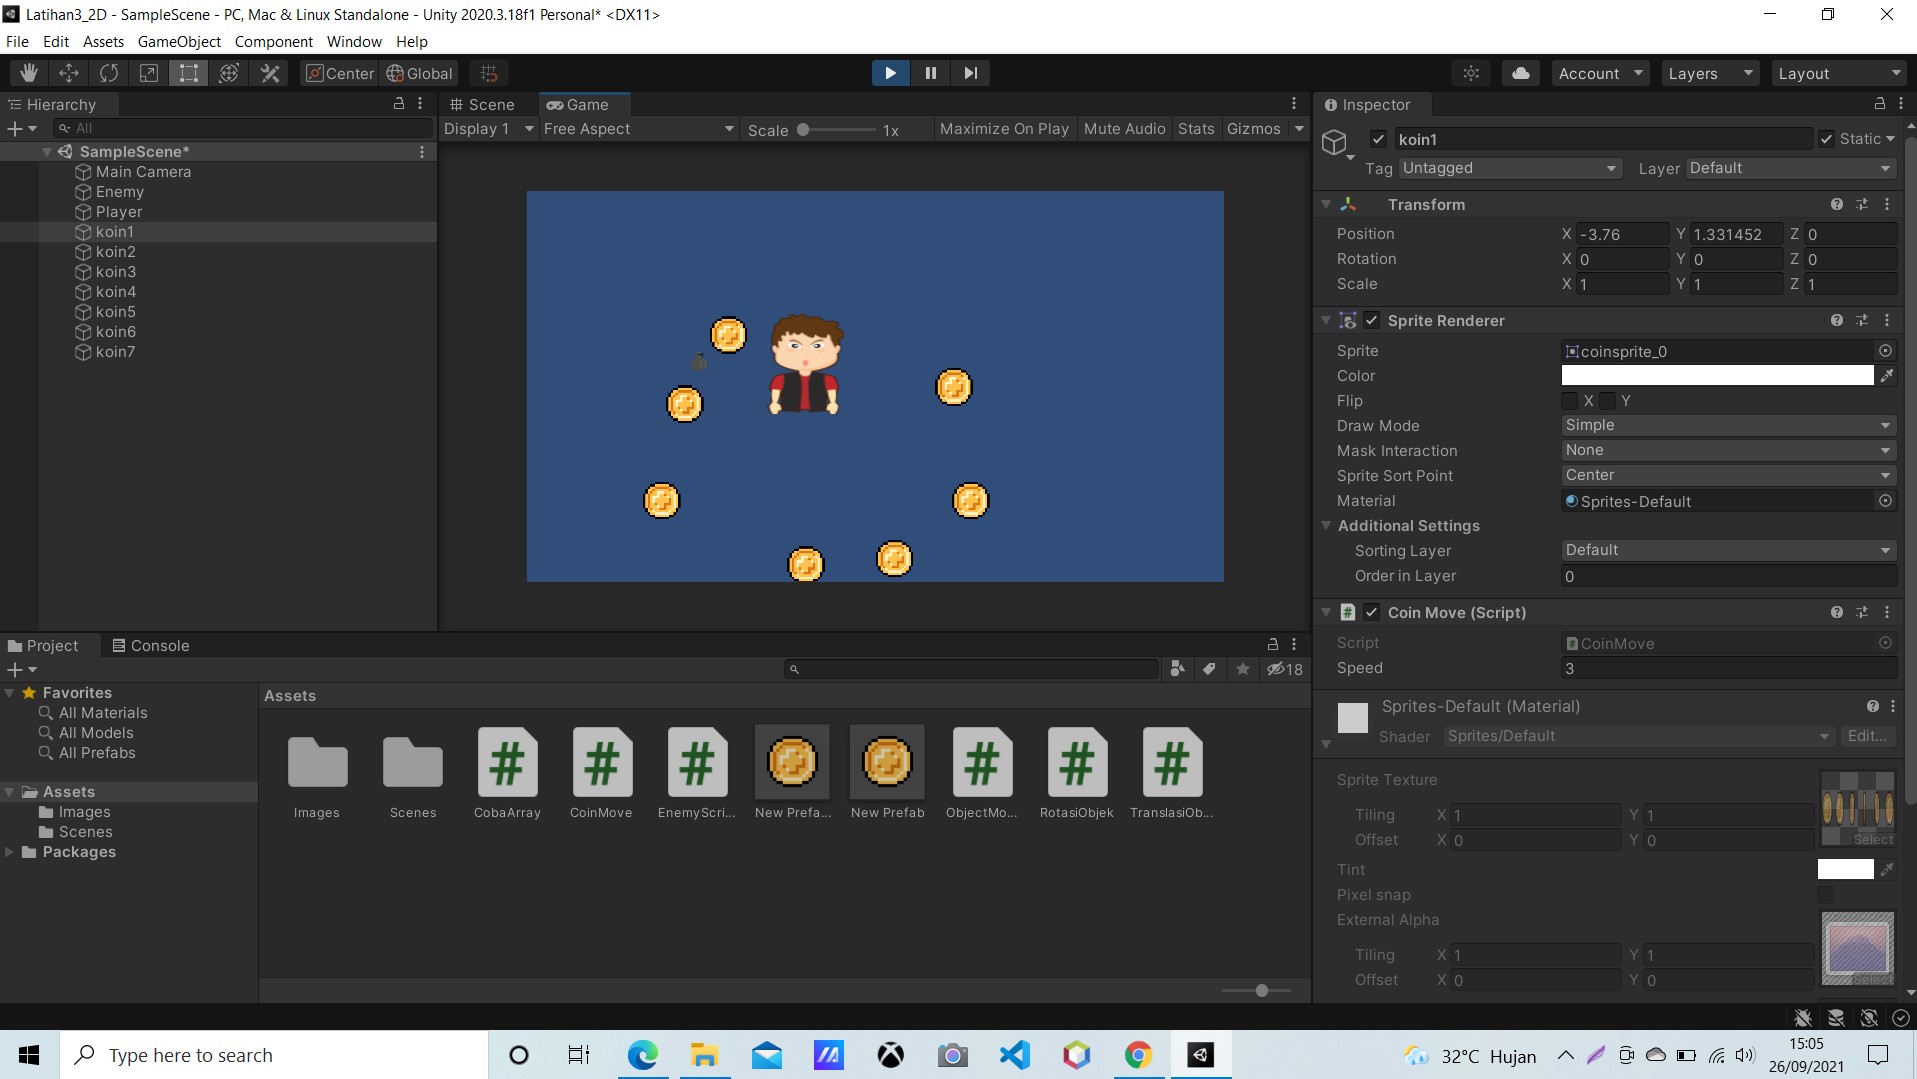 Latihan3_2D - SampleScene - PC, Mac & Linux Standalone - Unity 2020.3.18f1 Personal* <DX11>
File Edit Assets GameObject Component Window Help
Center Global Account Layers Layout
Hierarchy
All
SampleScene*
Main Camera
Enemy
Player
koin1
koin2
koin3
koin4
koin5
koin6
koin7
Scene Game
Display 1 Free Aspect Scale 1x Maximize On Play Mute Audio Stats Gizmos
Inspector
koin1 Static
Tag Untagged Layer Default
Transform
Position X -3.76 Y 1.331452 Z 0
Rotation X 0 Y 0 Z 0
Scale X 1 Y 1 Z 1
Sprite Renderer
Sprite coinsprite_0
Color
Flip X Y
Draw Mode Simple
Mask Interaction None
Sprite Sort Point Center
Material Sprites-Default
Additional Settings
Sorting Layer Default
Order in Layer 0
Coin Move (Script)
Script CoinMove
Speed 3
Sprites-Default (Material)
Shader Sprites/Default Edit...
Sprite Texture
Tiling X 1 Y 1
Offset X 0 Y 0
Select
Tint
Pixel snap
External Alpha
Tiling X 1 Y 1
Offset X 0 Y 0
Select
Project Console
18
Favorites
All Materials
All Models
All Prefabs
Assets
Images
Scenes
Packages
Assets
Images Scenes CobaArray CoinMove EnemyScri... New Prefa... New Prefab ObjectMo... RotasiObjek TranslasiOb...
Type here to search
32°C Hujan
15:05
26/09/2021